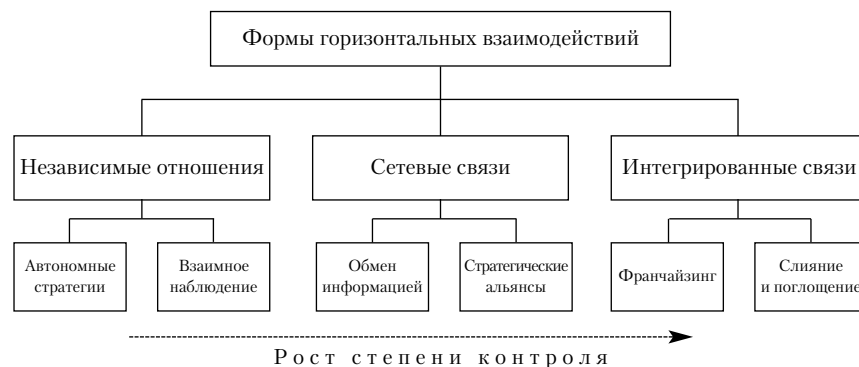 Формы горизонтальных взаимодействий
Независимые отношения
Сетевые связи
Интегрированные связи
Автономные
стратегии
Взаимное
наблюдение
Обмен
информацией
Стратегические
альянсы
Франчайзинг
Слияние
и поглощение
Рост степени контроля